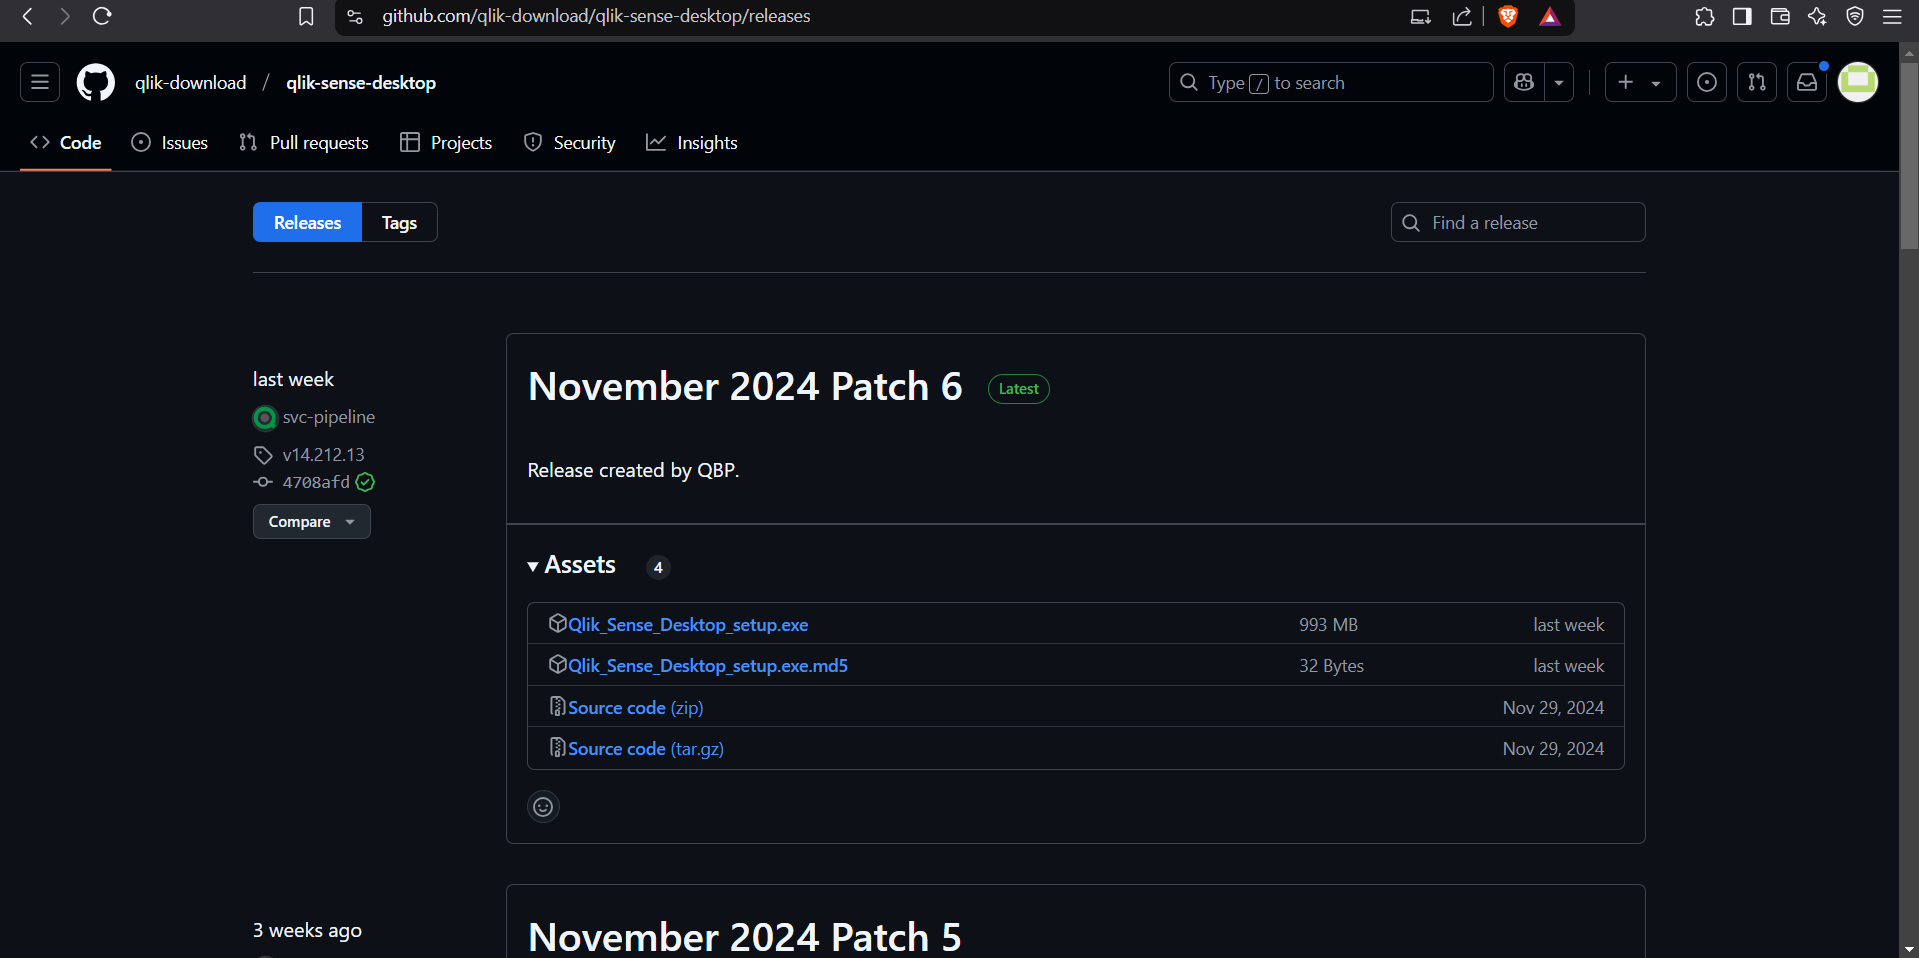 github.com/qlik-download/qlik-sense-desktop/releases
qlik-download / qlik-sense-desktop
Type / to search
Code Issues Pull requests Projects Security Insights
Releases Tags
Find a release
last week
svc-pipeline
v14.212.13
4708afd
Compare
November 2024 Patch 6 Latest
Release created by QBP.
Assets 4
Qlik_Sense_Desktop_setup.exe 993 MB last week
Qlik_Sense_Desktop_setup.exe.md5 32 Bytes last week
Source code (zip) Nov 29, 2024
Source code (tar.gz) Nov 29, 2024
3 weeks ago
November 2024 Patch 5